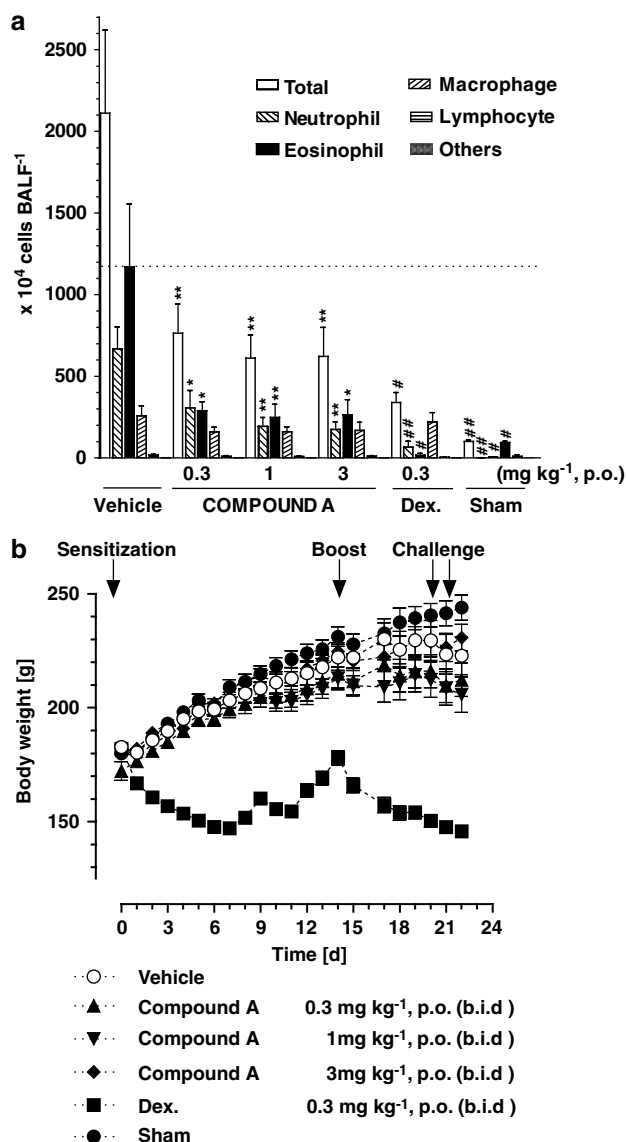 a
2500
2000
1500
1000
500
0
x 10⁴ cells BALF⁻¹
Total
Neutrophil
Eosinophil
Macrophage
Lymphocyte
Others
** * * ** ** ** ** ** * # ## # ## ## #
0.3 1 3 0.3 (mg kg⁻¹, p.o.)
Vehicle COMPOUND A Dex. Sham
b
Sensitization Boost Challenge
250
200
150
Body weight [g]
0 3 6 9 12 15 18 21 24
Time [d]
Vehicle
Compound A 0.3 mg kg⁻¹, p.o. (b.i.d )
Compound A 1mg kg⁻¹, p.o. (b.i.d )
Compound A 3mg kg⁻¹, p.o. (b.i.d )
Dex. 0.3 mg kg⁻¹, p.o. (b.i.d )
Sham